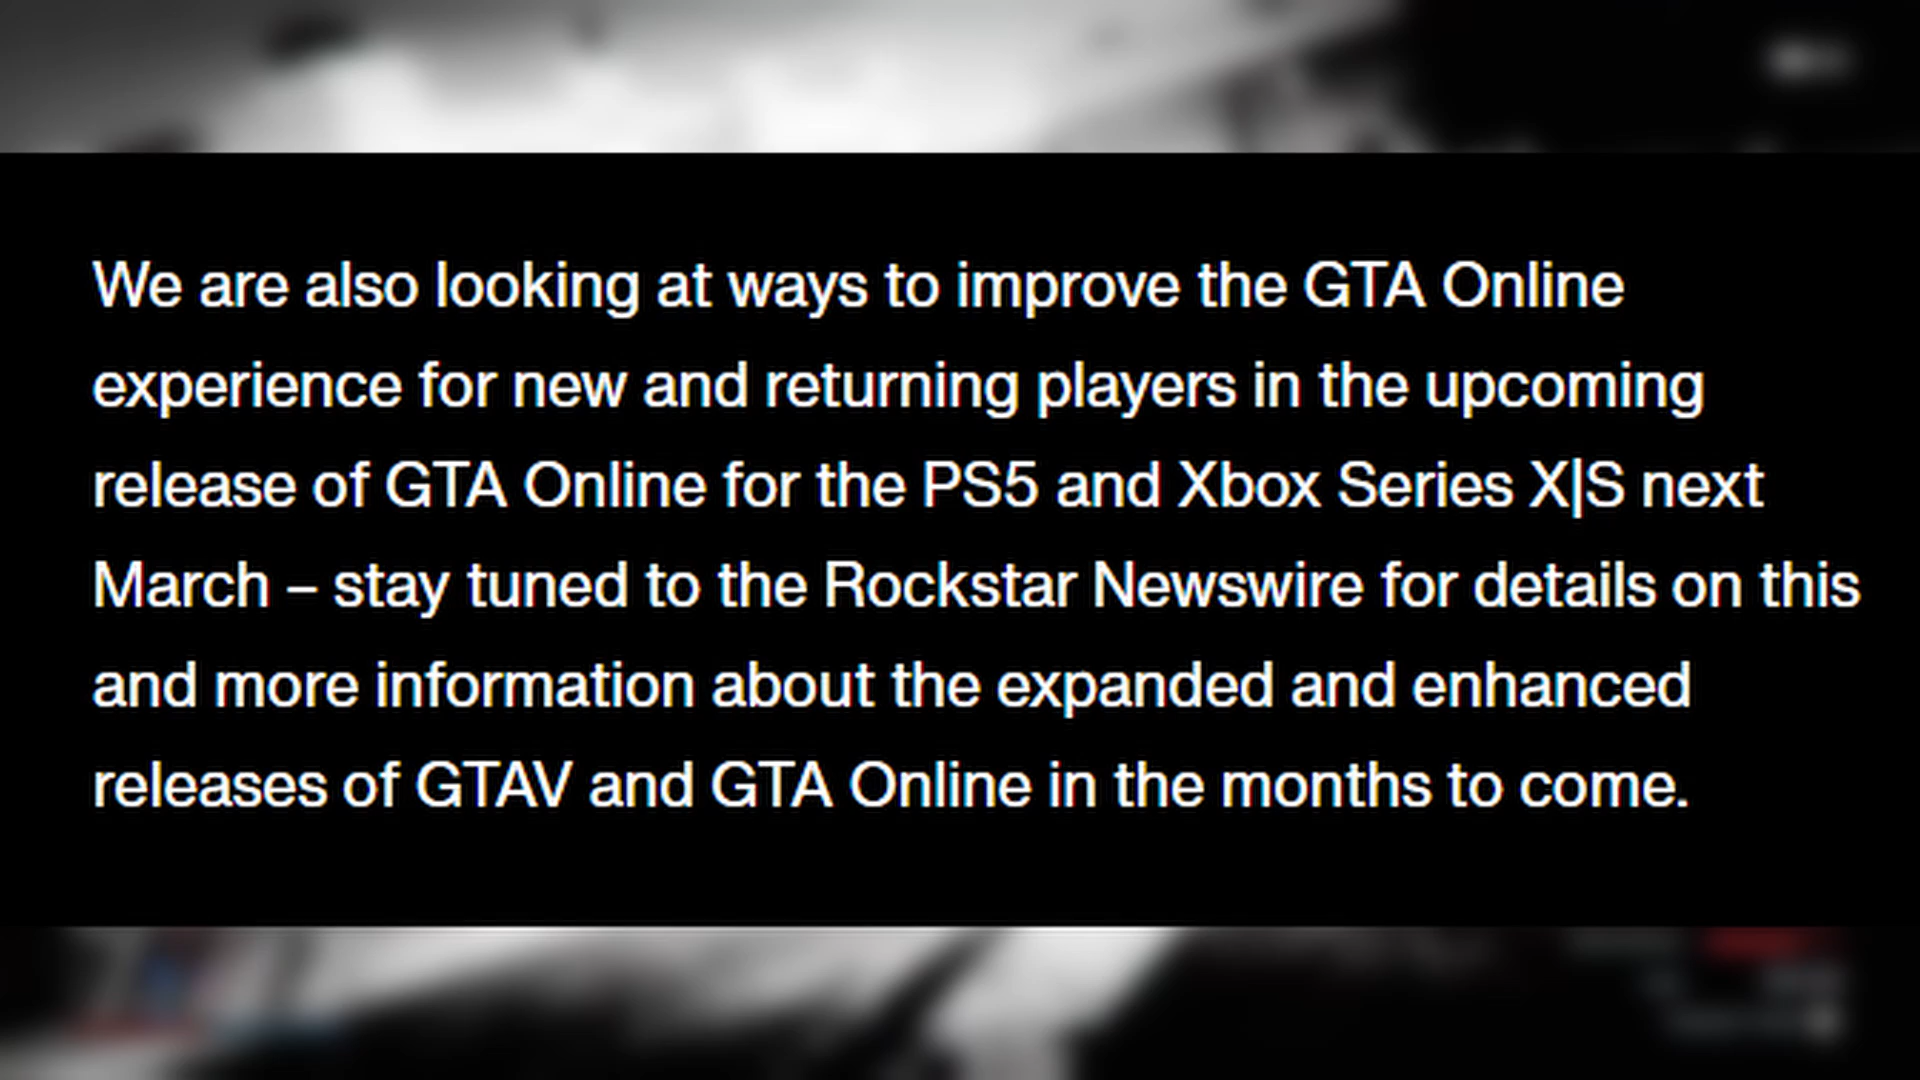 We are also looking at ways to improve the GTA Online
experience for new and returning players in the upcoming
release of GTA Online for the PS5 and Xbox Series X|S next
March – stay tuned to the Rockstar Newswire for details on this
and more information about the expanded and enhanced
releases of GTAV and GTA Online in the months to come.